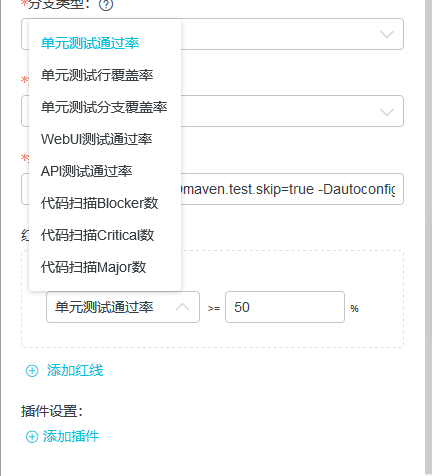 *分支类型：
单元测试通过率
单元测试行覆盖率
单元测试分支覆盖率
WebUI测试通过率
API测试通过率
maven.test.skip=true -Dautoconfig
代码扫描Blocker数
代码扫描Critical数
代码扫描Major数
单元测试通过率 >= 50 %
添加红线
插件设置：
添加插件